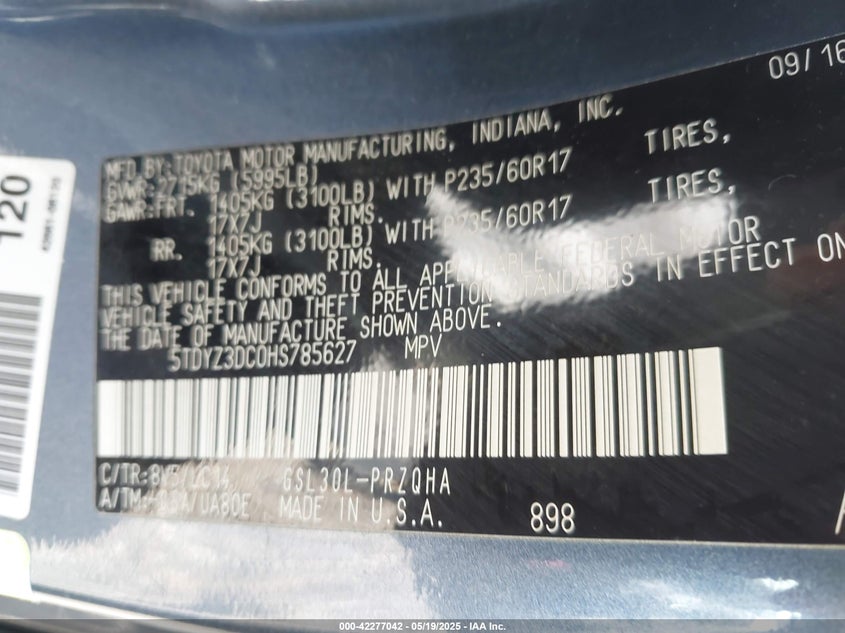 09/16
MFD.BY:TOYOTA MOTOR MANUFACTURING, INDIANA, INC.
GVWR:2715KG (5995LB)
GAWR:FRT. 1405KG (3100LB) WITH P235/60R17 TIRES,
17X7J RIMS.
RR. 1405KG (3100LB) WITH P235/60R17 TIRES,
17X7J RIMS.
THIS VEHICLE CONFORMS TO ALL APPLICABLE FEDERAL MOTOR
VEHICLE SAFETY AND THEFT PREVENTION STANDARDS IN EFFECT ON
THE DATE OF MANUFACTURE SHOWN ABOVE.
5TDYZ3DC0HS785627 MPV
C/TR:8V5/LC14 GSL30L-PRZQHA
MADE IN U.S.A.
898
120
000-42277042 - 05/19/2025 - IAA Inc.